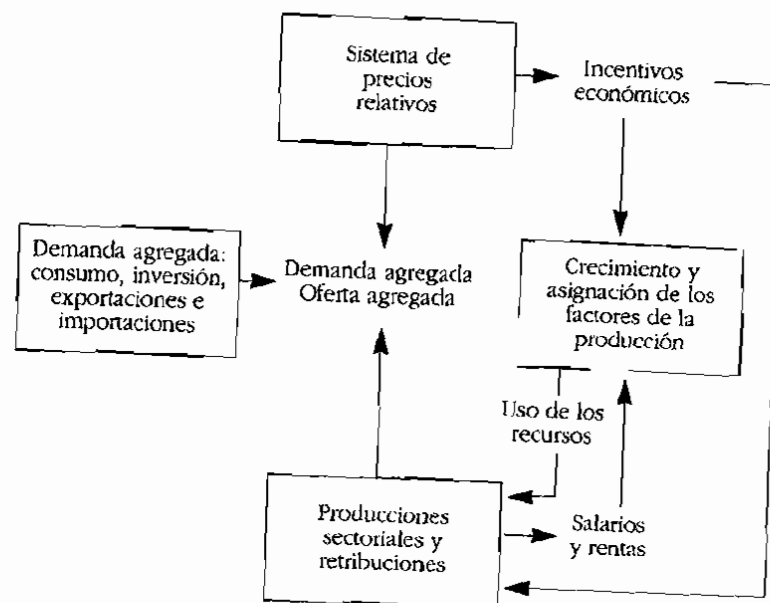 Sistema de
precios
relativos
Incentivos
económicos
Demanda agregada:
consumo, inversión,
exportaciones e
importaciones
Demanda agregada
Oferta agregada
Crecimiento y
asignación de los
factores de la
producción
Uso de los
recursos
Producciones
sectoriales y
retribuciones
Salarios
y rentas